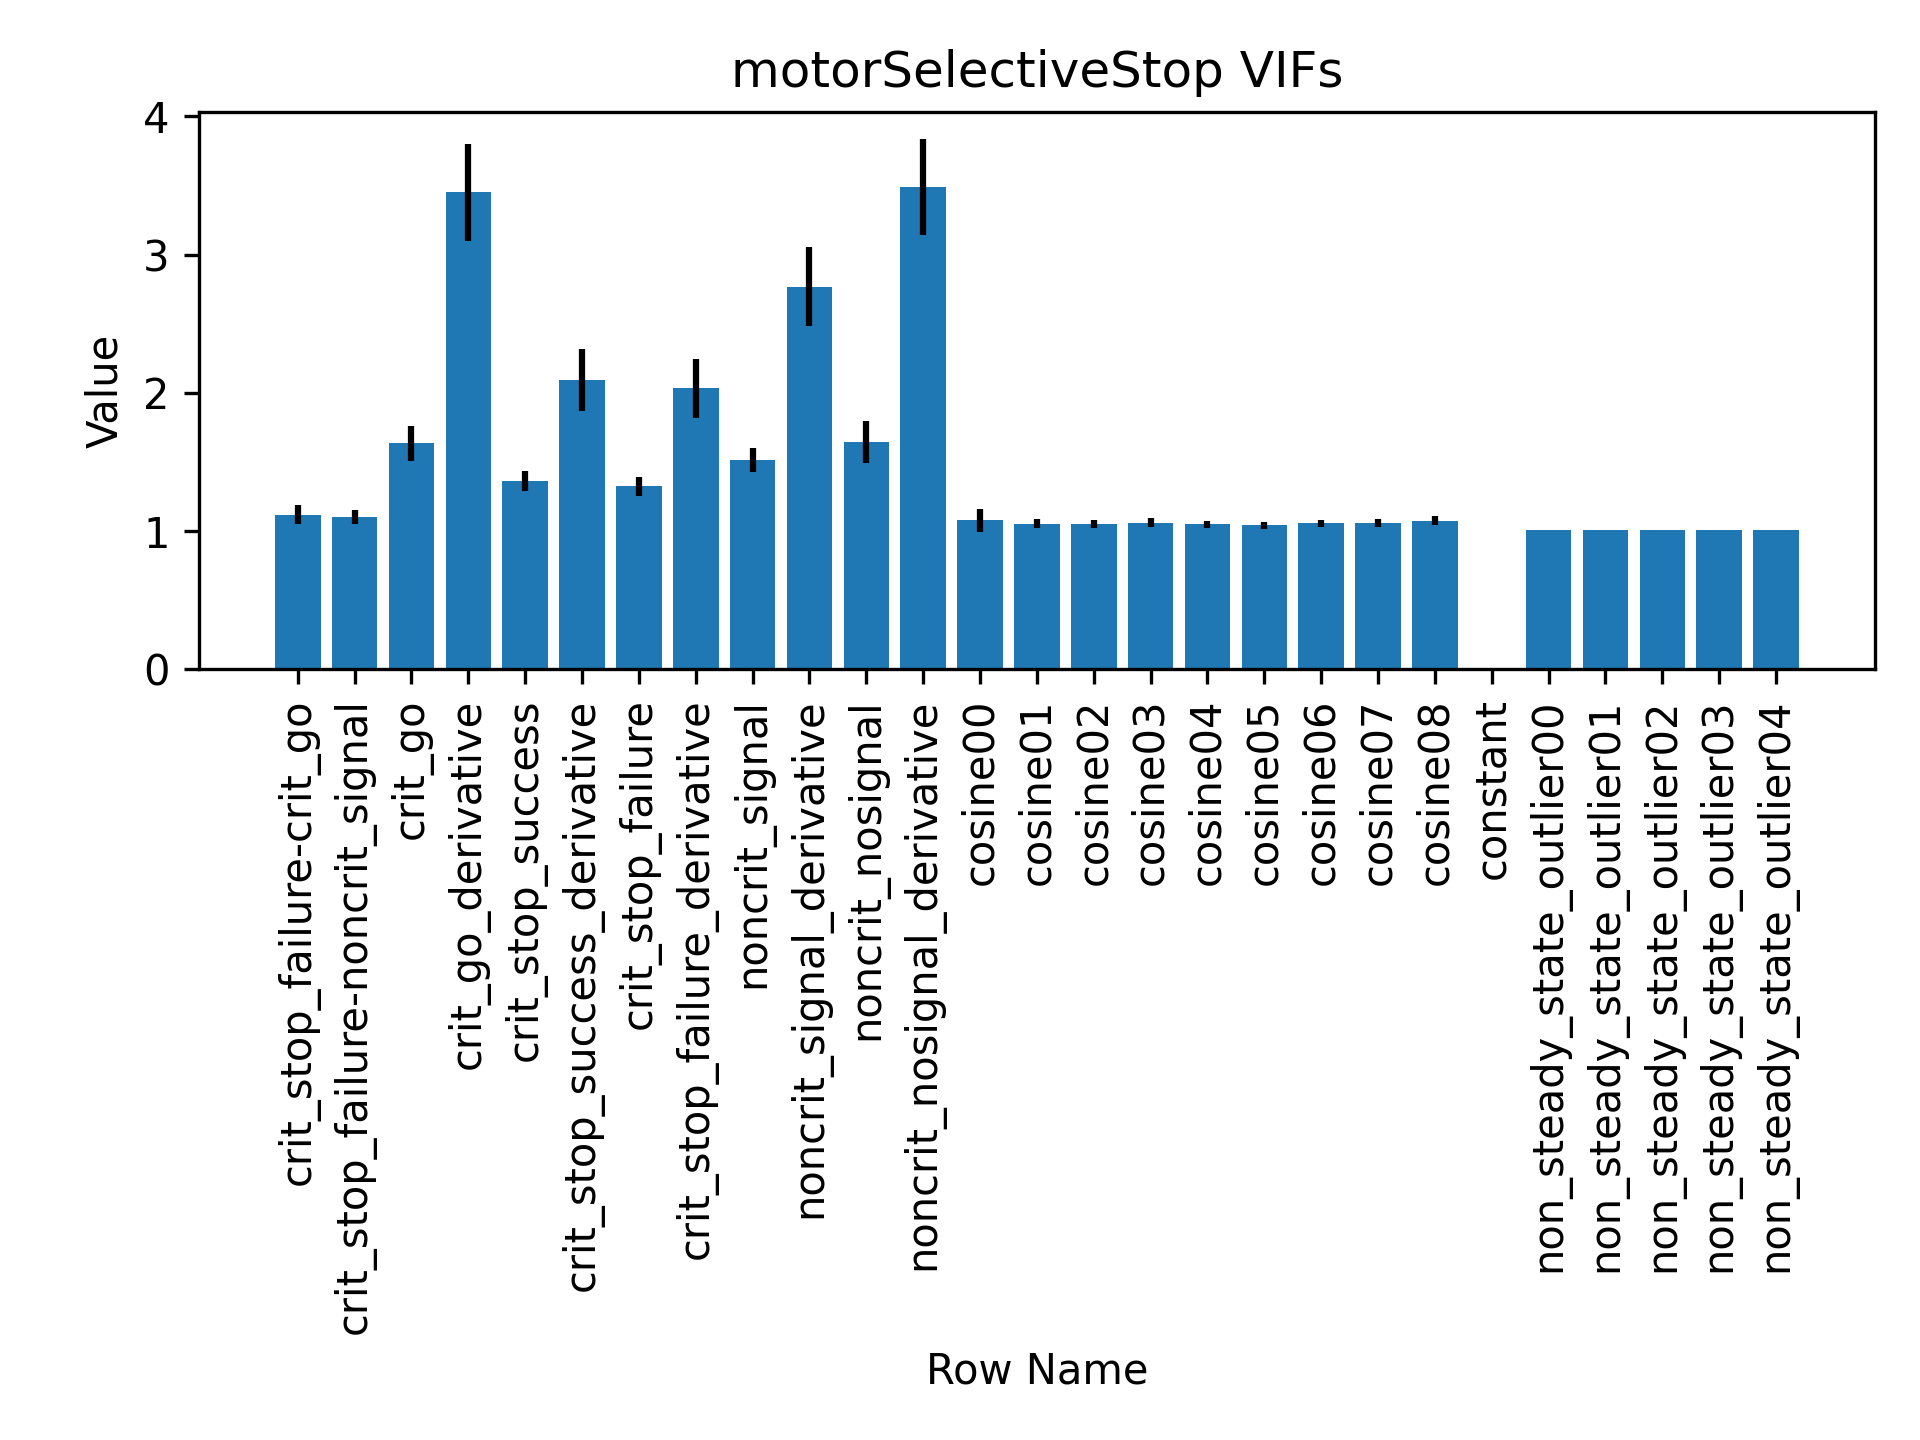 motorSelectiveStop VIFs
4
3
2
1
0
Value
crit_stop_failure-crit_go
crit_stop_failure-noncrit_signal
crit_go
crit_go_derivative
crit_stop_success
crit_stop_success_derivative
crit_stop_failure
crit_stop_failure_derivative
noncrit_signal
noncrit_signal_derivative
noncrit_nosignal
noncrit_nosignal_derivative
cosine00
cosine01
cosine02
cosine03
cosine04
cosine05
cosine06
cosine07
cosine08
constant
non_steady_state_outlier00
non_steady_state_outlier01
non_steady_state_outlier02
non_steady_state_outlier03
non_steady_state_outlier04
Row Name